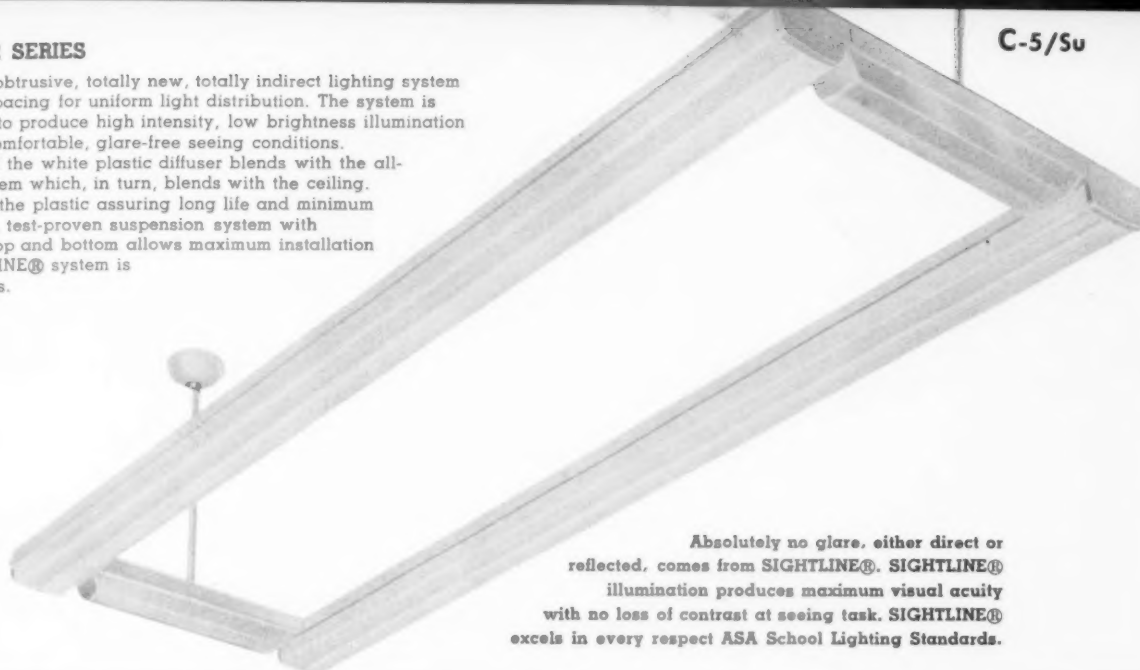 SERIES
obtrusive, totally new, totally indirect lighting system
pacing for uniform light distribution. The system is
to produce high intensity, low brightness illumination
omfortable, glare-free seeing conditions.
the white plastic diffuser blends with the all-
em which, in turn, blends with the ceiling.
the plastic assuring long life and minimum
test-proven suspension system with
op and bottom allows maximum installation
INE® system is
s.
C-5/Su
Absolutely no glare, either direct or
reflected, comes from SIGHTLINE®. SIGHTLINE®
illumination produces maximum visual acuity
with no loss of contrast at seeing task. SIGHTLINE®
excels in every respect ASA School Lighting Standards.